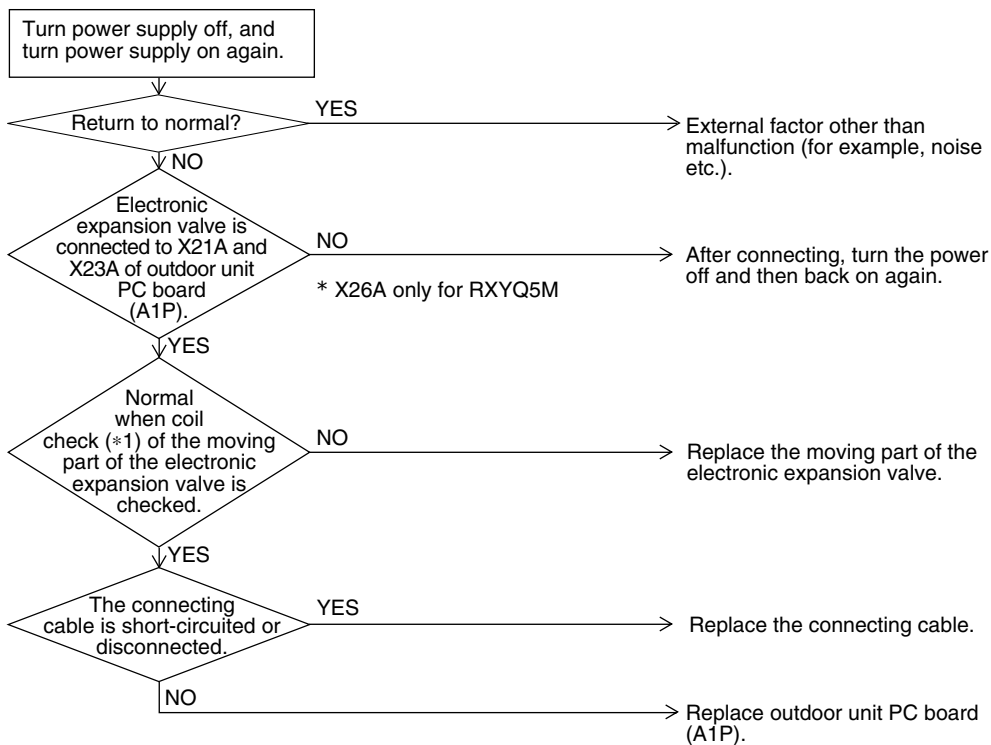 Turn power supply off, and
turn power supply on again.
Return to normal?
YES
External factor other than
malfunction (for example, noise
etc.).
NO
Electronic
expansion valve is
connected to X21A and
X23A of outdoor unit
PC board
(A1P).
NO
* X26A only for RXYQ5M
After connecting, turn the power
off and then back on again.
YES
Normal
when coil
check (*1) of the moving
part of the electronic
expansion valve is
checked.
NO
Replace the moving part of the
electronic expansion valve.
YES
The connecting
cable is short-circuited or
disconnected.
YES
Replace the connecting cable.
NO
Replace outdoor unit PC board
(A1P).